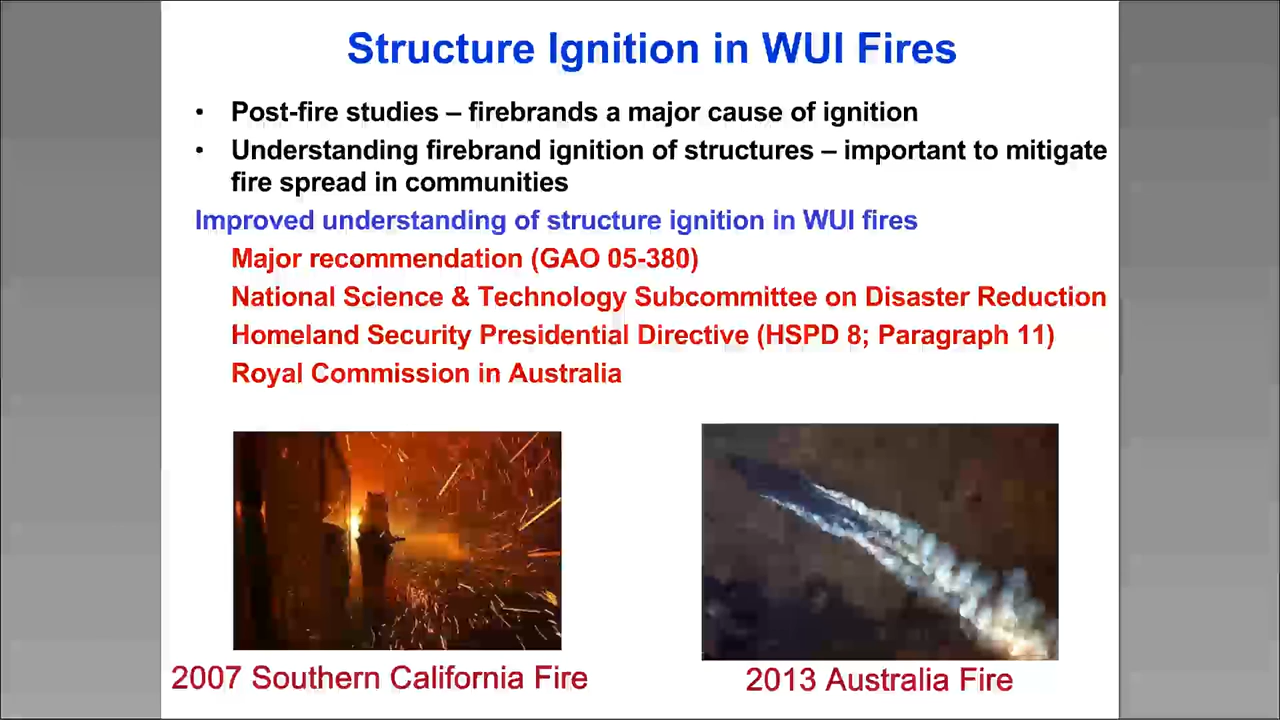 Structure Ignition in WUI Fires
• Post-fire studies – firebrands a major cause of ignition
• Understanding firebrand ignition of structures – important to mitigate
fire spread in communities
Improved understanding of structure ignition in WUI fires
Major recommendation (GAO 05-380)
National Science & Technology Subcommittee on Disaster Reduction
Homeland Security Presidential Directive (HSPD 8; Paragraph 11)
Royal Commission in Australia
2007 Southern California Fire
2013 Australia Fire